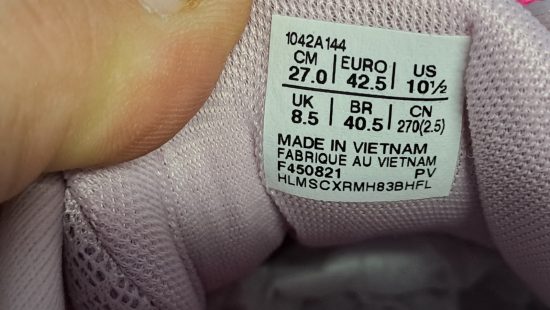 1042A144
CM | EURO | US
27.0 | 42.5 | 10½
UK | BR | CN
8.5 | 40.5 | 270(2.5)
MADE IN VIETNAM
FABRIQUE AU VIETNAM
F450821 PV
HLMSCXRMH83BHFL